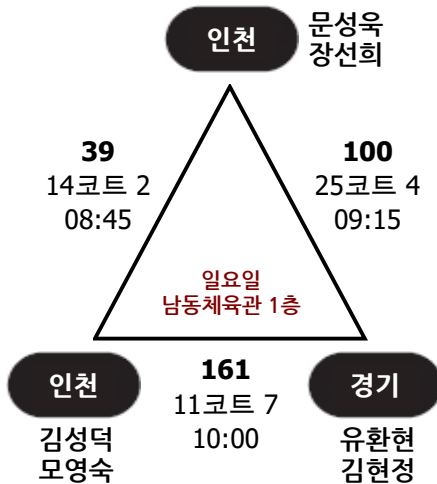 인천
문성욱
장선희
39
14코트 2
08:45
100
25코트 4
09:15
일요일
남동체육관 1층
인천
김성덕
모영숙
161
11코트 7
10:00
경기
유환현
김현정